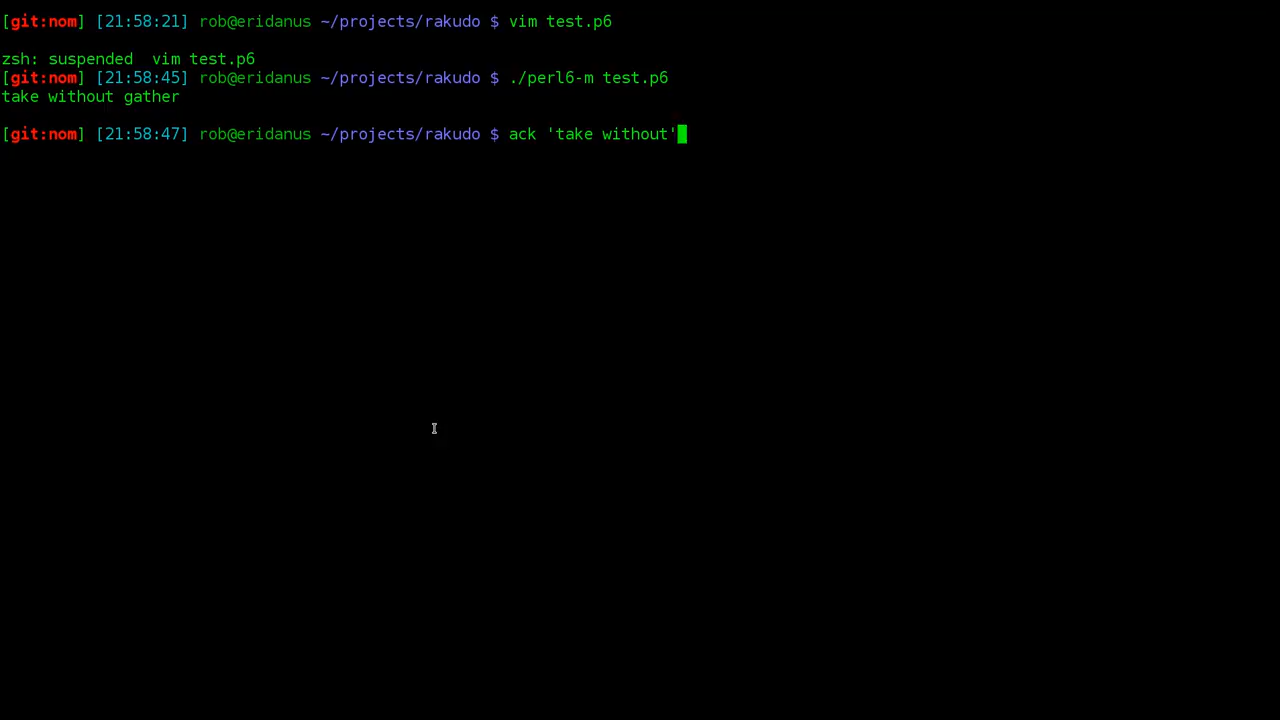 [git:nom] [21:58:21] rob@eridanus ~/projects/rakudo $ vim test.p6
zsh: suspended  vim test.p6
[git:nom] [21:58:45] rob@eridanus ~/projects/rakudo $ ./perl6-m test.p6
take without gather
[git:nom] [21:58:47] rob@eridanus ~/projects/rakudo $ ack 'take without'